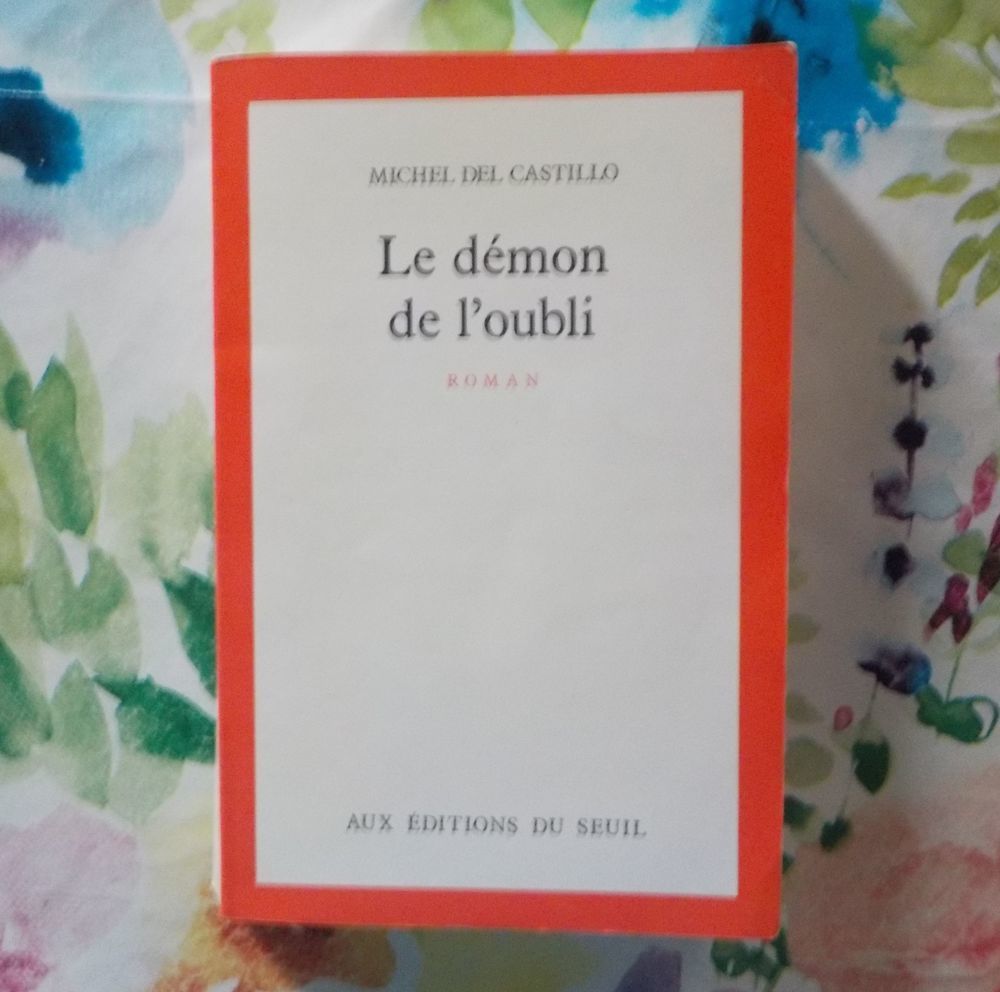 MICHEL DEL CASTILLO
Le démon
de l'oubli
ROMAN
AUX ÉDITIONS DU SEUIL